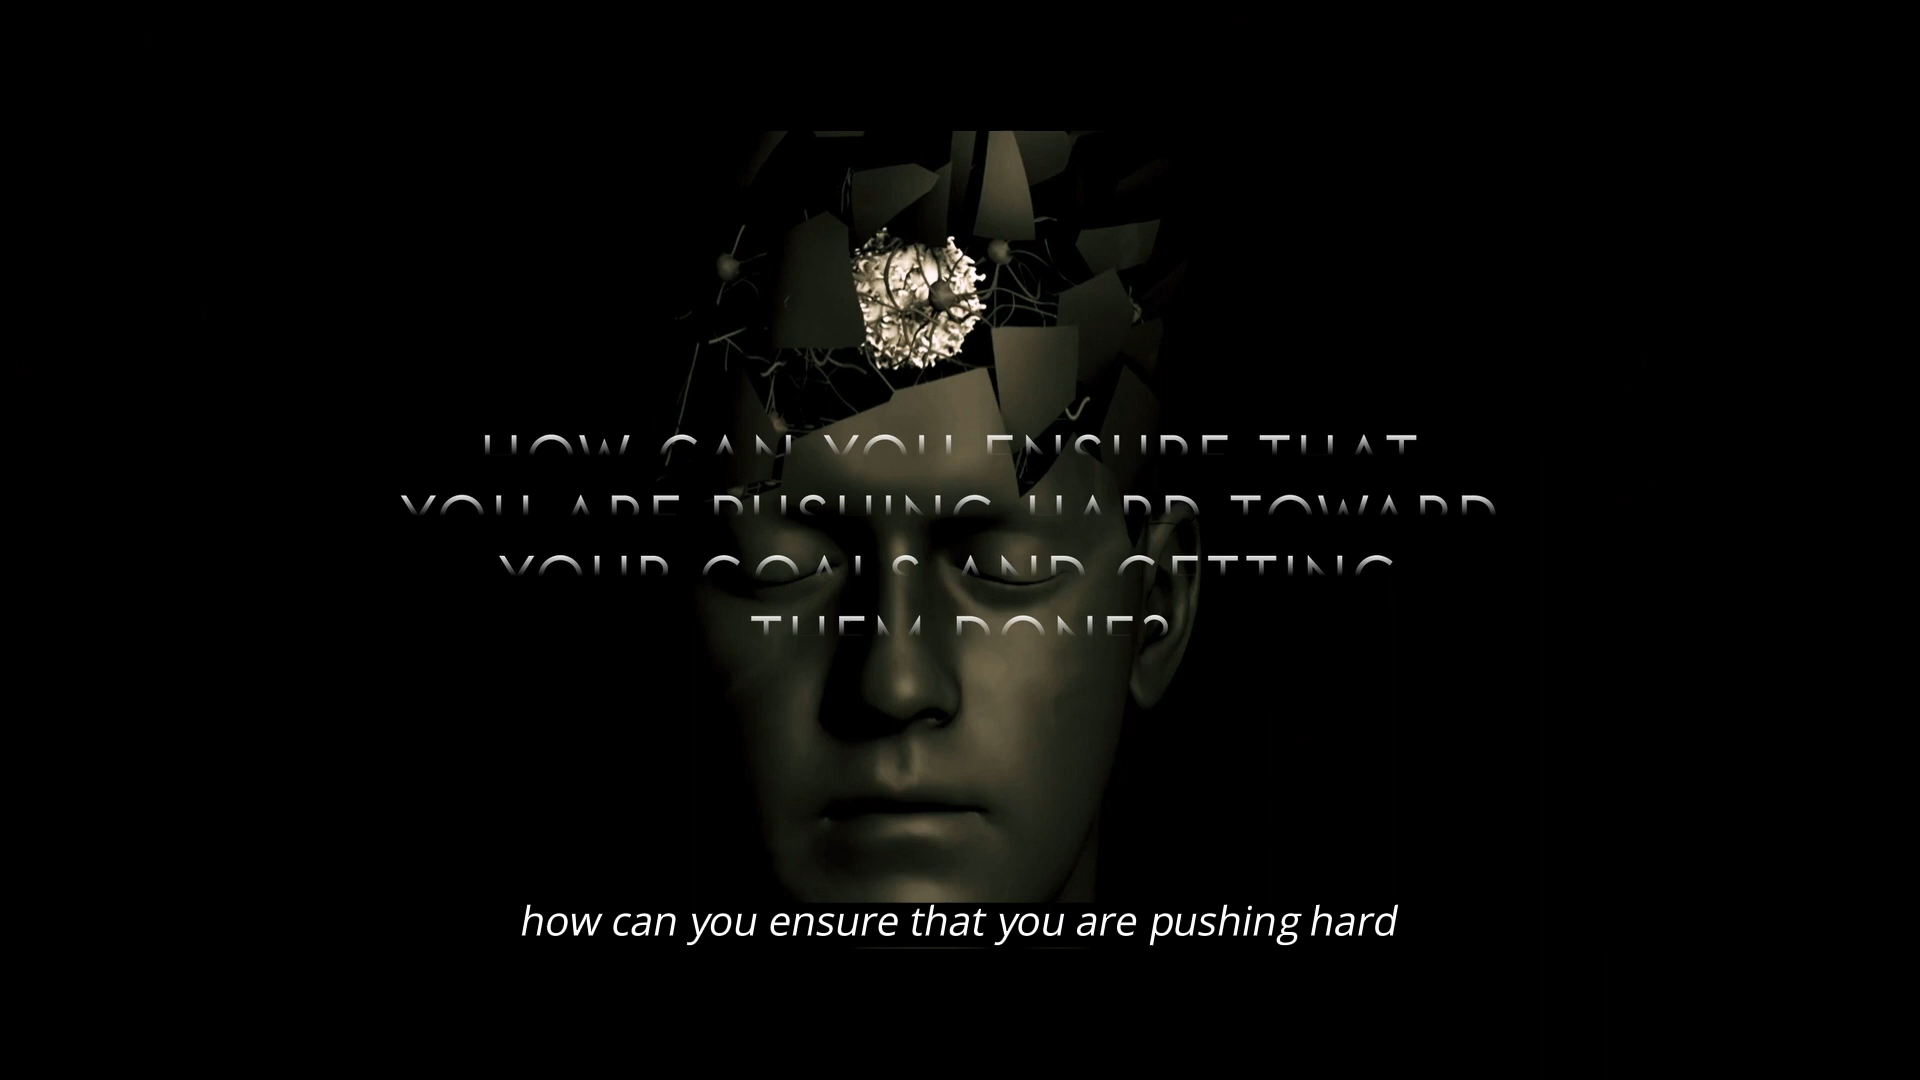 HOW CAN YOU ENSURE THAT
YOU ARE PUSHING HARD TOWARD
YOUR GOALS AND GETTING
THEM DONE?
how can you ensure that you are pushing hard